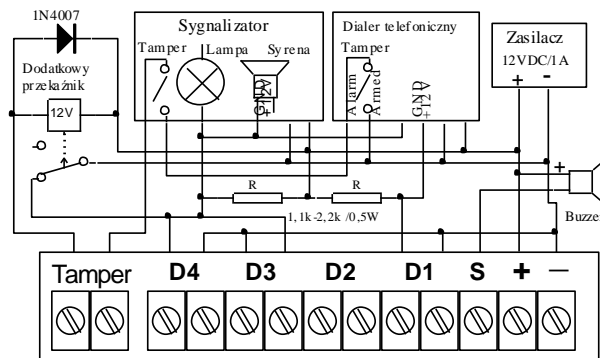 1N4007
Dodatkowy
przekaźnik
12V
Sygnalizator
Tamper
Lampa
Syrena
GND
+12V
Dialer telefoniczny
Tamper
Alarm
Armed
GND
+12V
Zasilacz
12VDC/1A
+ -
+
Buzzer
R
R
1,1k-2,2k /0,5W
Tamper D4 D3 D2 D1 S + —